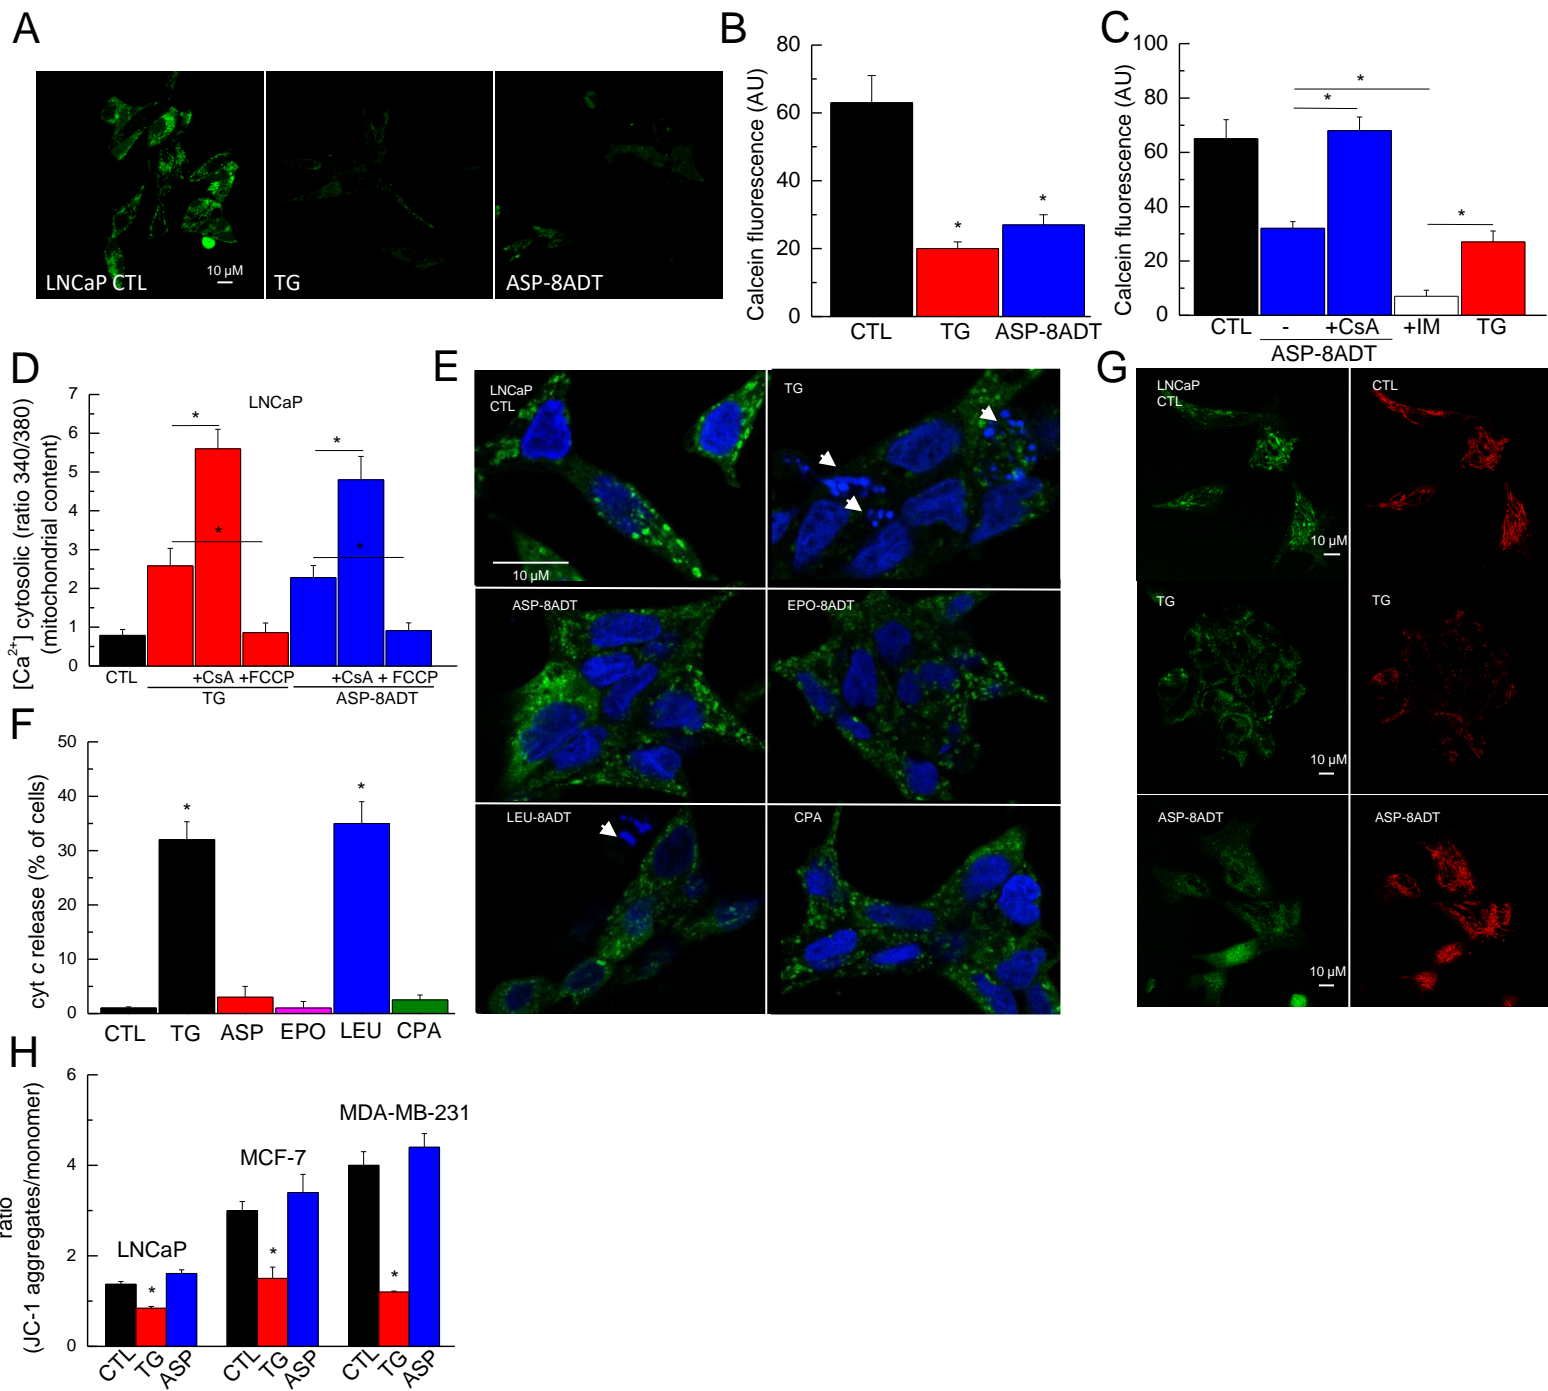 A
LNCaP CTL
10 µM
TG
ASP-8ADT
B
Calcein fluorescence (AU)
80
60
40
20
0
*
*
CTL
TG
ASP-8ADT
C
Calcein fluorescence (AU)
100
80
60
40
20
0
*
*
*
CTL
-
+CsA
+IM
TG
ASP-8ADT
D
[Ca2+] cytosolic (ratio 340/380)
(mitochondrial content)
7
6
5
4
3
2
1
0
LNCaP
*
*
*
*
CTL
+CsA +FCCP
+CsA + FCCP
TG
ASP-8ADT
E
LNCaP
CTL
10 µM
TG
ASP-8ADT
EPO-8ADT
LEU-8ADT
CPA
F
cyt c release (% of cells)
50
40
30
20
10
0
*
*
CTL
TG
ASP
EPO
LEU
CPA
G
LNCaP
CTL
10 µM
CTL
TG
10 µM
TG
ASP-8ADT
10 µM
ASP-8ADT
H
ratio
(JC-1 aggregates/monomer)
6
4
2
0
LNCaP
MCF-7
MDA-MB-231
*
*
*
CTL
TG
ASP
CTL
TG
ASP
CTL
TG
ASP